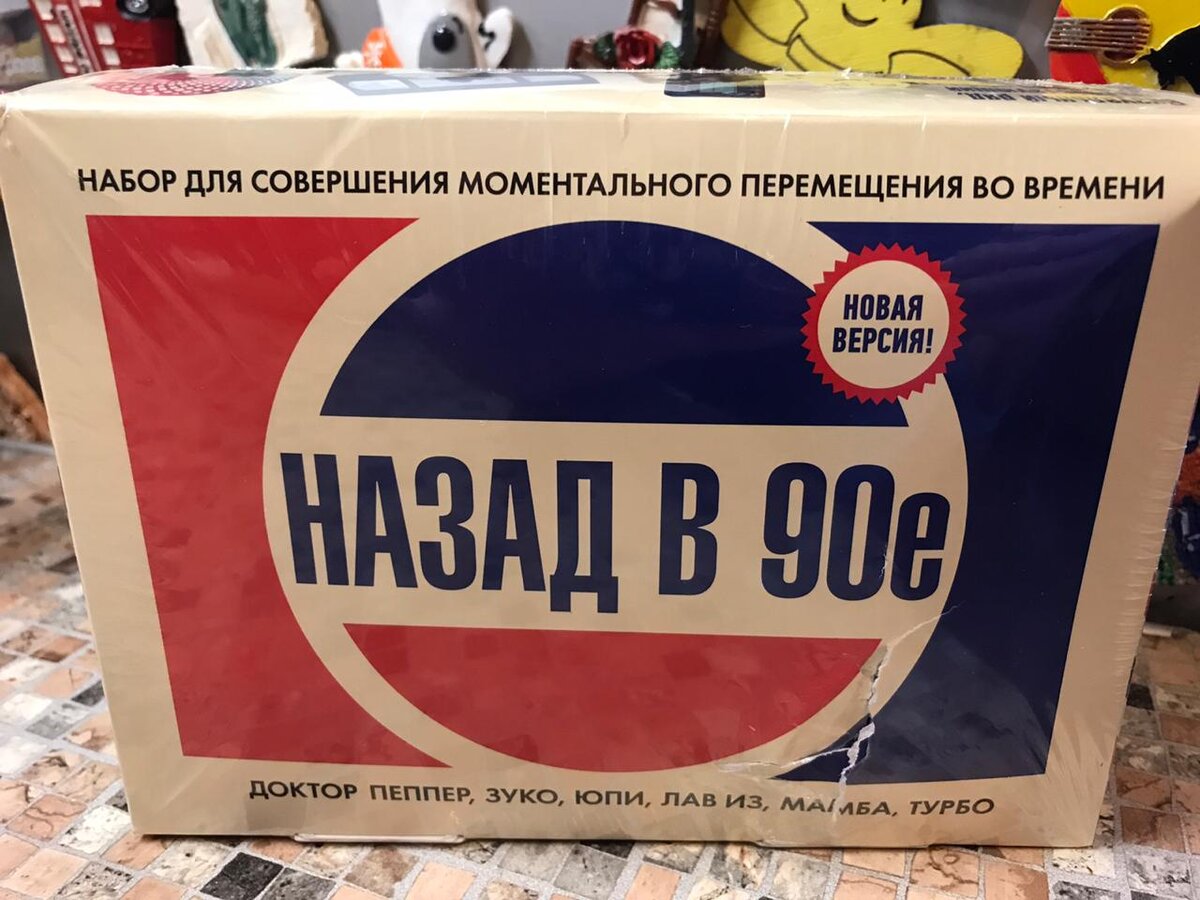 НАБОР ДЛЯ СОВЕРШЕНИЯ МОМЕНТАЛЬНОГО ПЕРЕМЕЩЕНИЯ ВО ВРЕМЕНИ
НОВАЯ
ВЕРСИЯ!
НАЗАД В 90е
ДОКТОР ПЕППЕР, ЗУКО, ЮПИ, ЛАВ ИЗ, МАМБА, ТУРБО